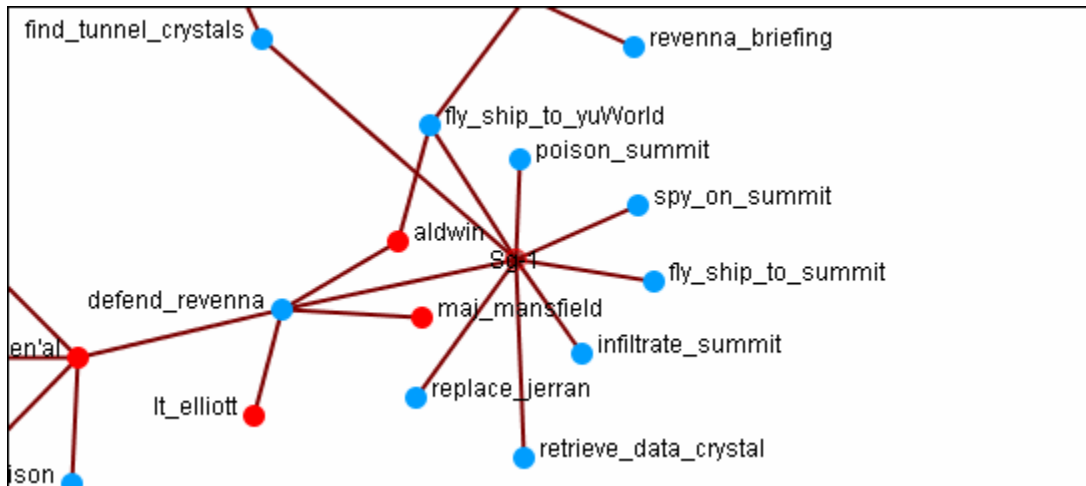 find_tunnel_crystals
revenna_briefing
fly_ship_to_yuWorld
poison_summit
spy_on_summit
aldwin
Sg-1
fly_ship_to_summit
defend_revenna
maj_mansfield
en'al
infiltrate_summit
replace_jerran
lt_elliott
retrieve_data_crystal
ison